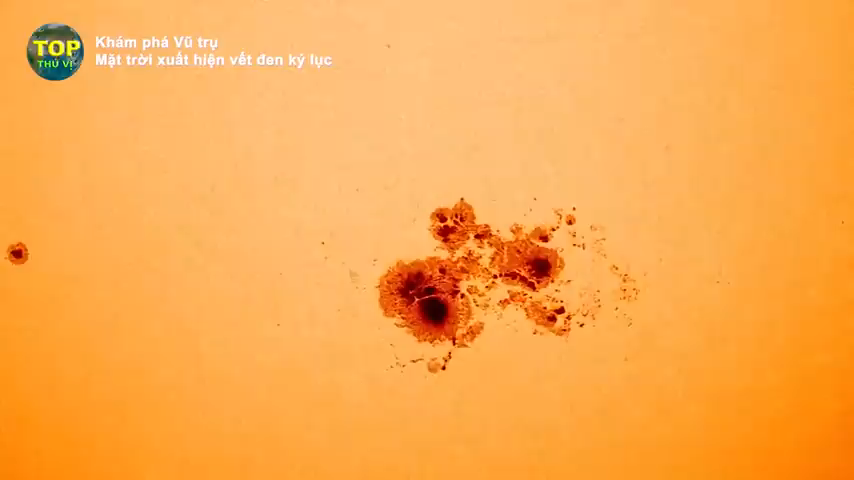 TOP
THÚ VỊ
Khám phá Vũ trụ
Mặt trời xuất hiện vết đen kỷ lục